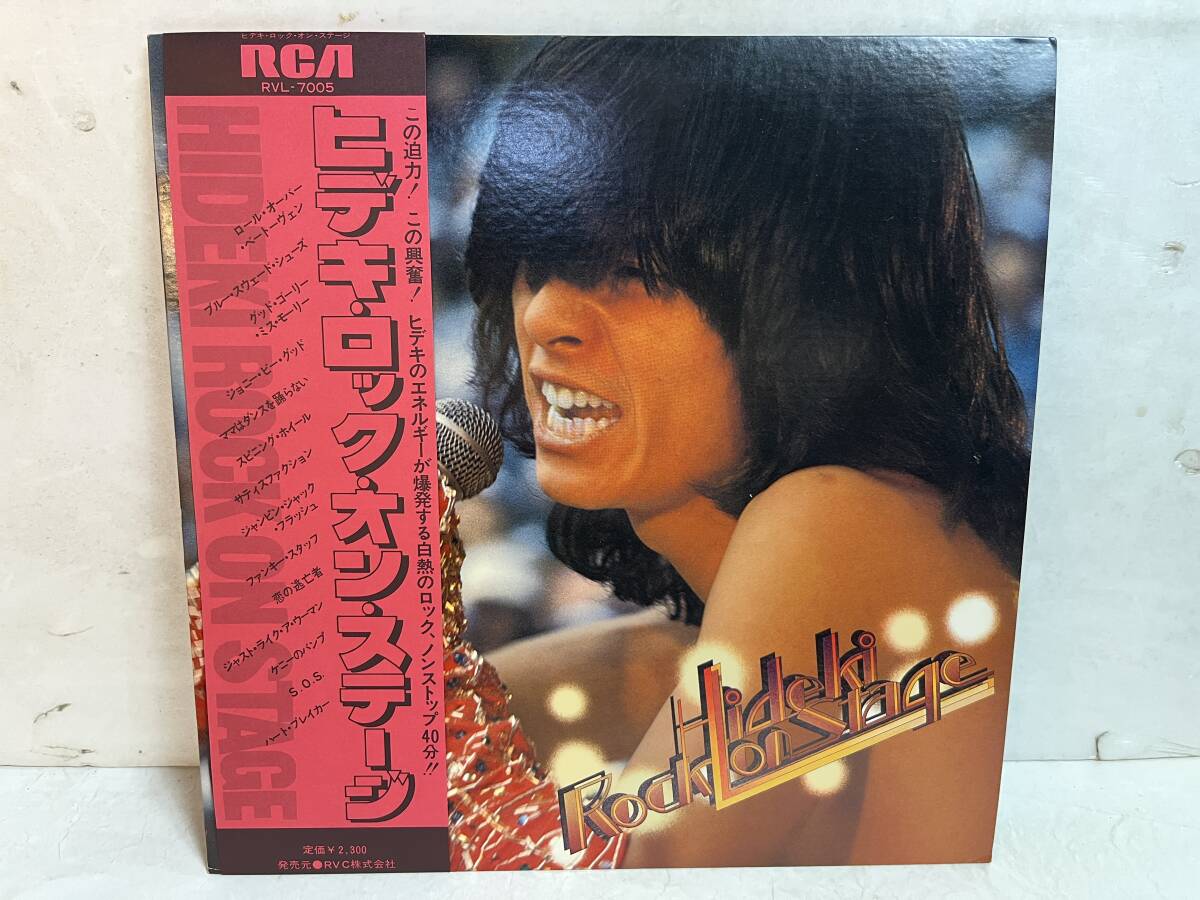 ヒデキ・ロック・オン・ステージ
RCA
RVL-7005
この迫力! この興奮! ヒデキのエネルギーが爆発する白熱のロック、ノンストップ40分!!
ヒデキ・ロック・オン・ステージ
HIDEKI ROCK ON STAGE
ロール・オーバー
・ベートーヴェン
ブルー・スウェード・シューズ
グッド・ゴーリー
・ミス・モーリー
ジョニー・ビー・グッド
ママはダンスを踊らない
スピニング・ホイール
サティスファクション
ジャンピン・ジャック
・フラッシュ
ファンキー・スタッフ
恋の逃亡者
ジャスト・ライク・ア・ウーマン
ケニーのバンプ
S.O.S.
ハート・ブレイカー
定価¥2,300
発売元●RVC株式会社
Hideki
Rock on Stage